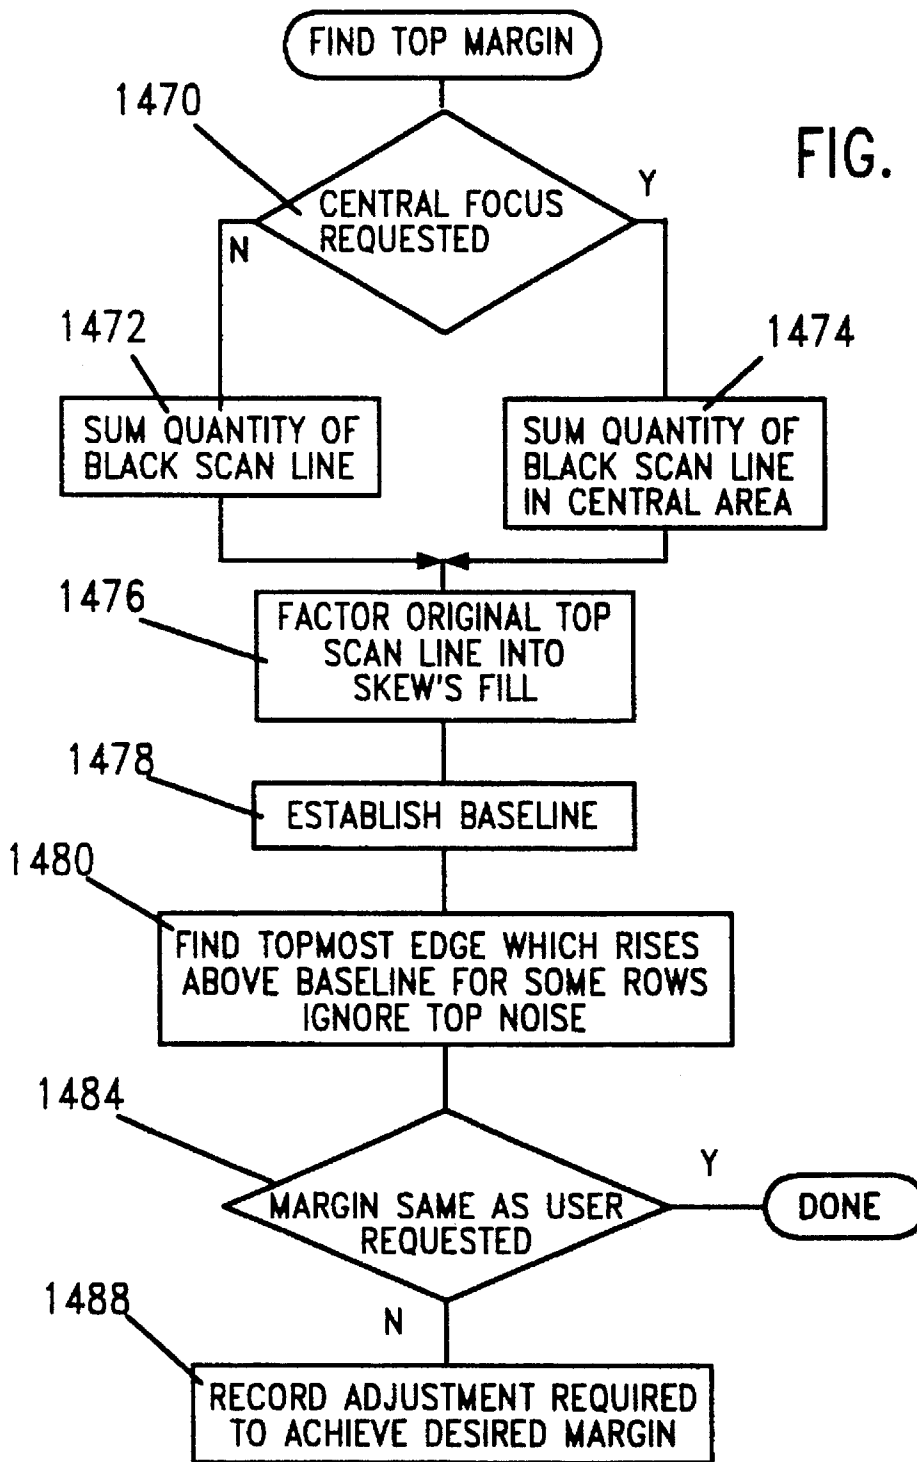 FIND TOP MARGIN
1470
FIG.
CENTRAL FOCUS
REQUESTED
Y
N
1472
1474
SUM QUANTITY OF
BLACK SCAN LINE
SUM QUANTITY OF
BLACK SCAN LINE
IN CENTRAL AREA
1476
FACTOR ORIGINAL TOP
SCAN LINE INTO
SKEW'S FILL
1478
ESTABLISH BASELINE
1480
FIND TOPMOST EDGE WHICH RISES
ABOVE BASELINE FOR SOME ROWS
IGNORE TOP NOISE
1484
MARGIN SAME AS USER
REQUESTED
Y
DONE
N
1488
RECORD ADJUSTMENT REQUIRED
TO ACHIEVE DESIRED MARGIN